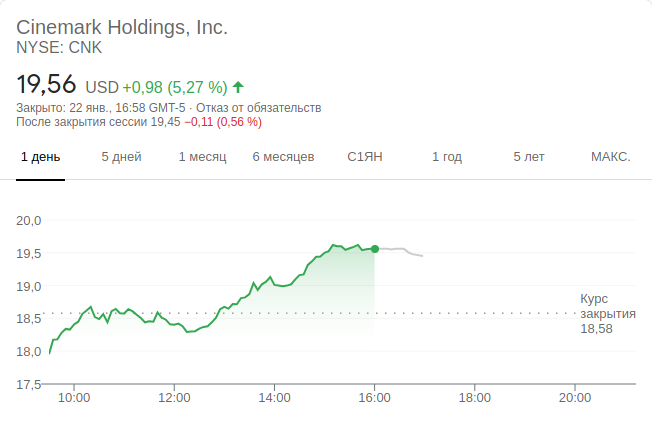 Cinemark Holdings, Inc.
NYSE: CNK
19,56 USD +0,98 (5,27 %)
Закрыто: 22 янв., 16:58 GMT-5 · Отказ от обязательств
После закрытия сессии 19,45 −0,11 (0,56 %)
1 день 5 дней 1 месяц 6 месяцев С1ЯН 1 год 5 лет МАКС.
20,0
19,5
19,0
18,5
18,0
17,5
Курс
закрытия
18,58
10:00 12:00 14:00 16:00 18:00 20:00